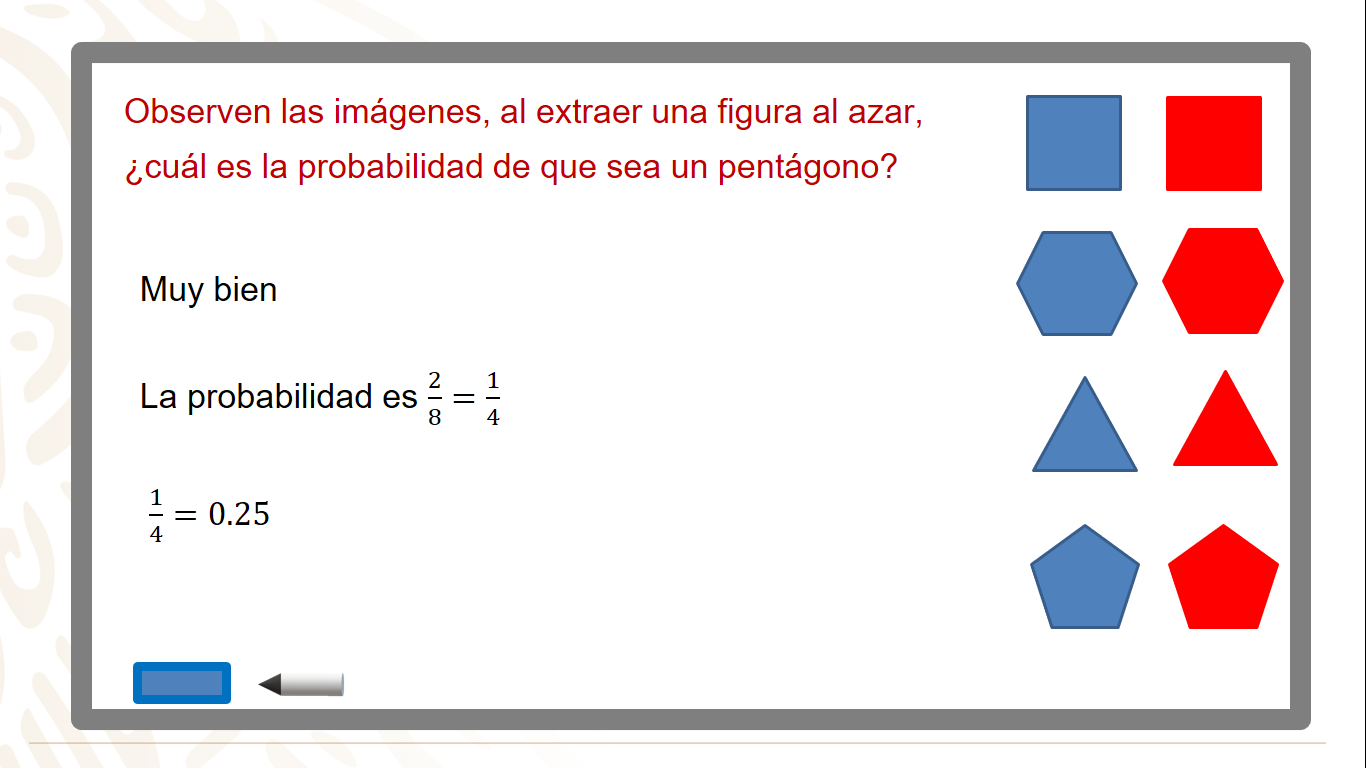 Observen las imágenes, al extraer una figura al azar,
¿cuál es la probabilidad de que sea un pentágono?
Muy bien
La probabilidad es 2/8 = 1/4
1/4 = 0.25